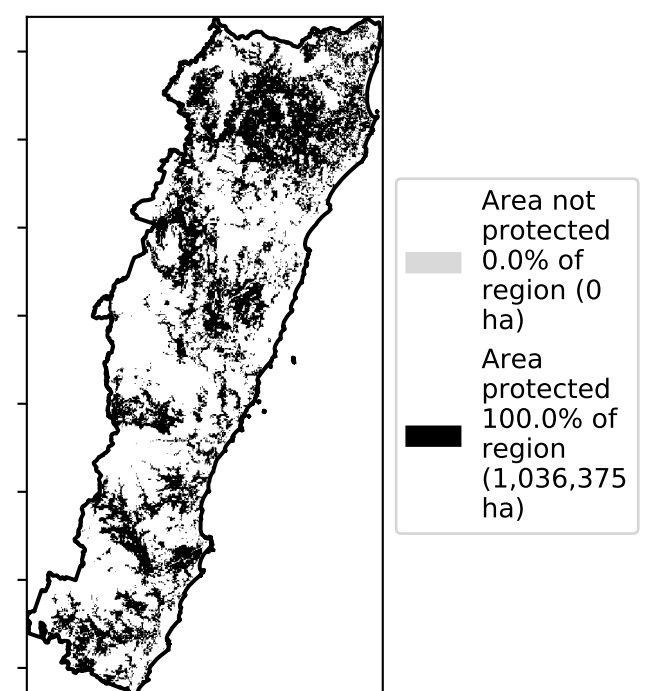 Area not
protected
0.0% of
region (0
ha)
Area
protected
100.0% of
region
(1,036,375
ha)